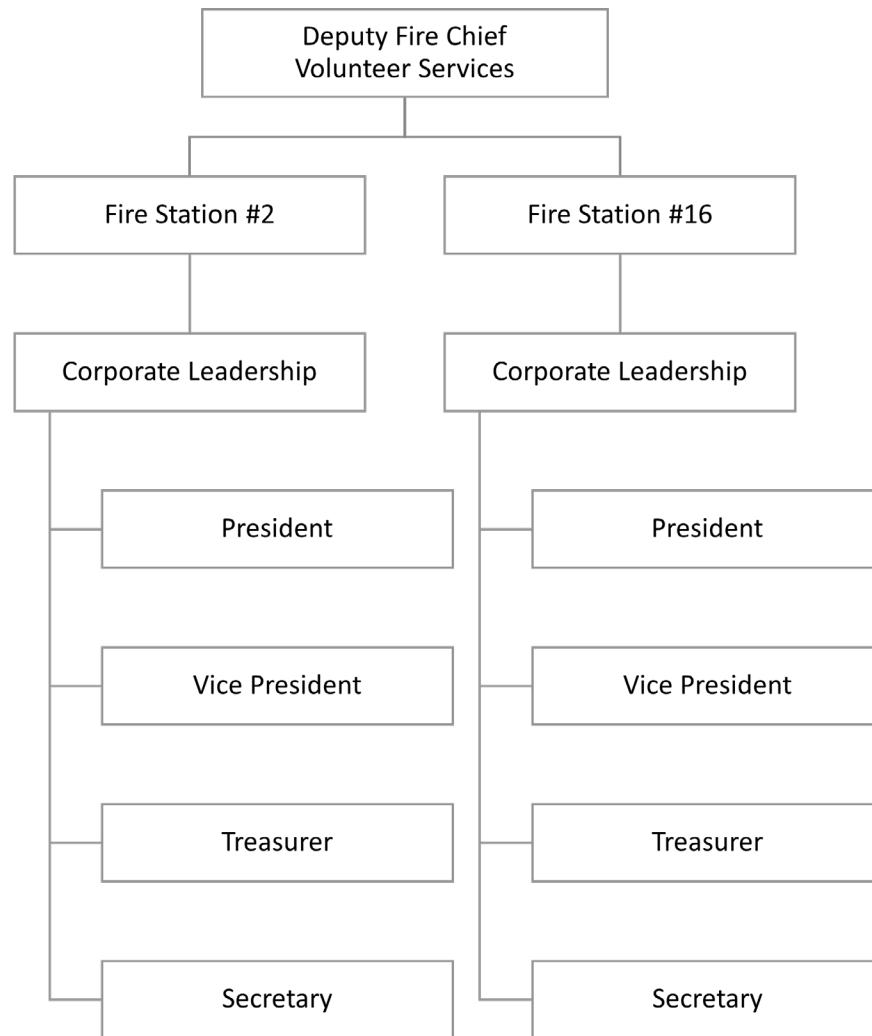 Deputy Fire Chief
Volunteer Services
Fire Station #2
Fire Station #16
Corporate Leadership
Corporate Leadership
President
President
Vice President
Vice President
Treasurer
Treasurer
Secretary
Secretary